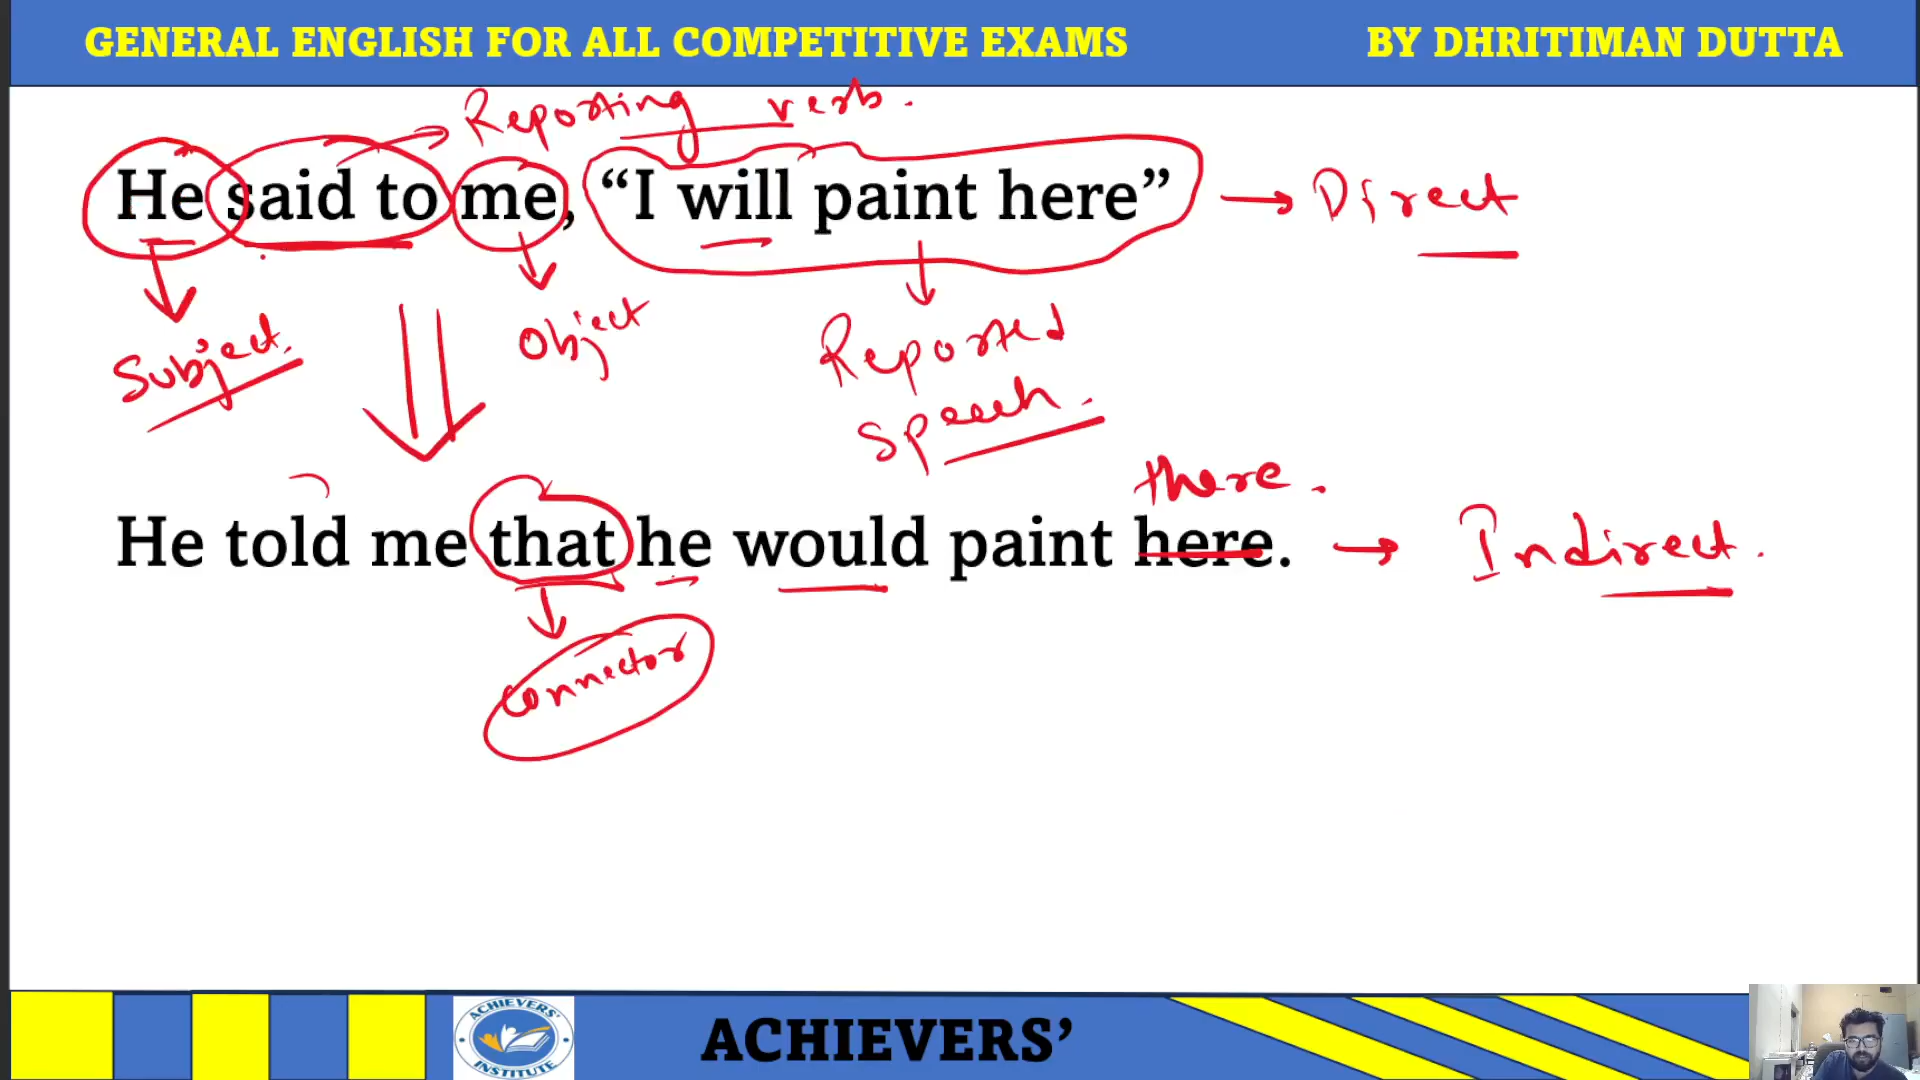 GENERAL ENGLISH FOR ALL COMPETITIVE EXAMS BY DHRITIMAN DUTTA
Reporting verb.
He said to me, “I will paint here” → Direct
Subject. Object Reported
Speech.
there.
He told me that he would paint here. → Indirect.
connector
ACHIEVERS'
INSTITUTE
ACHIEVERS’